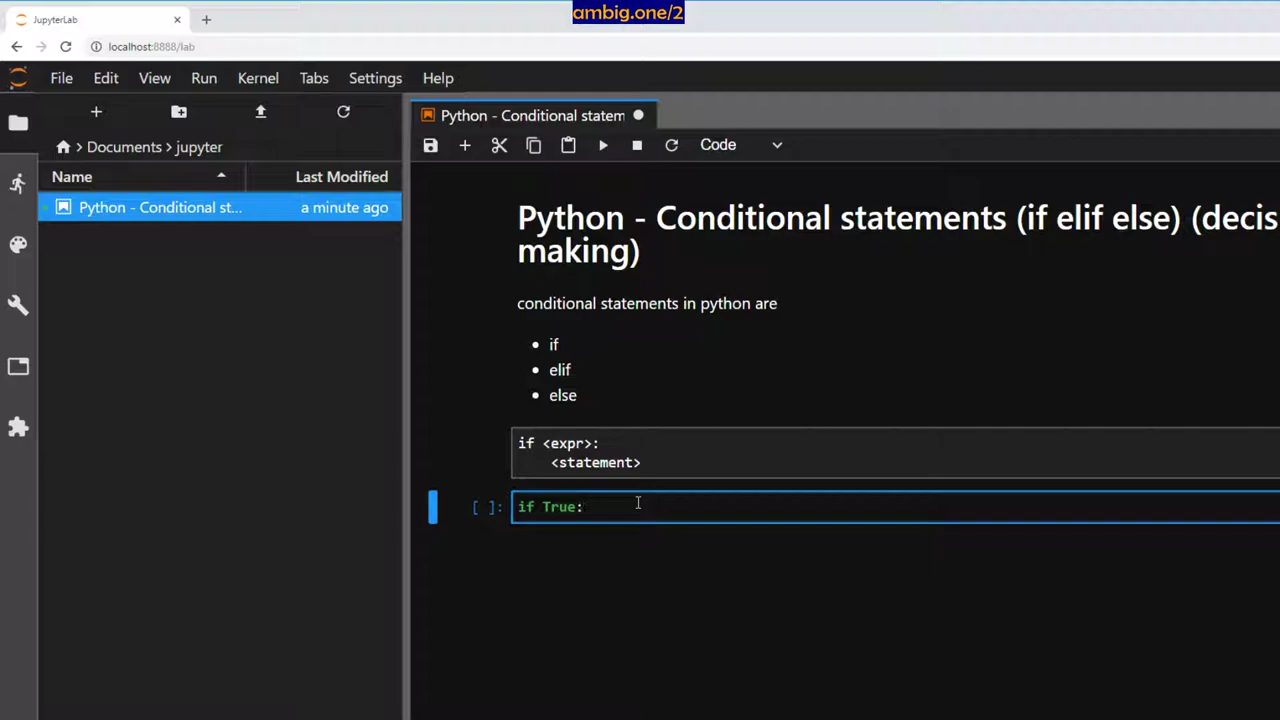 ambig.one/2
JupyterLab
localhost:8888/lab
File Edit View Run Kernel Tabs Settings Help
Documents > jupyter
Name Last Modified
Python - Conditional st... a minute ago
Python - Conditional statem
Code
Python - Conditional statements (if elif else) (decis
making)
conditional statements in python are
• if
• elif
• else
if <expr>:
<statement>
[ ]: if True: